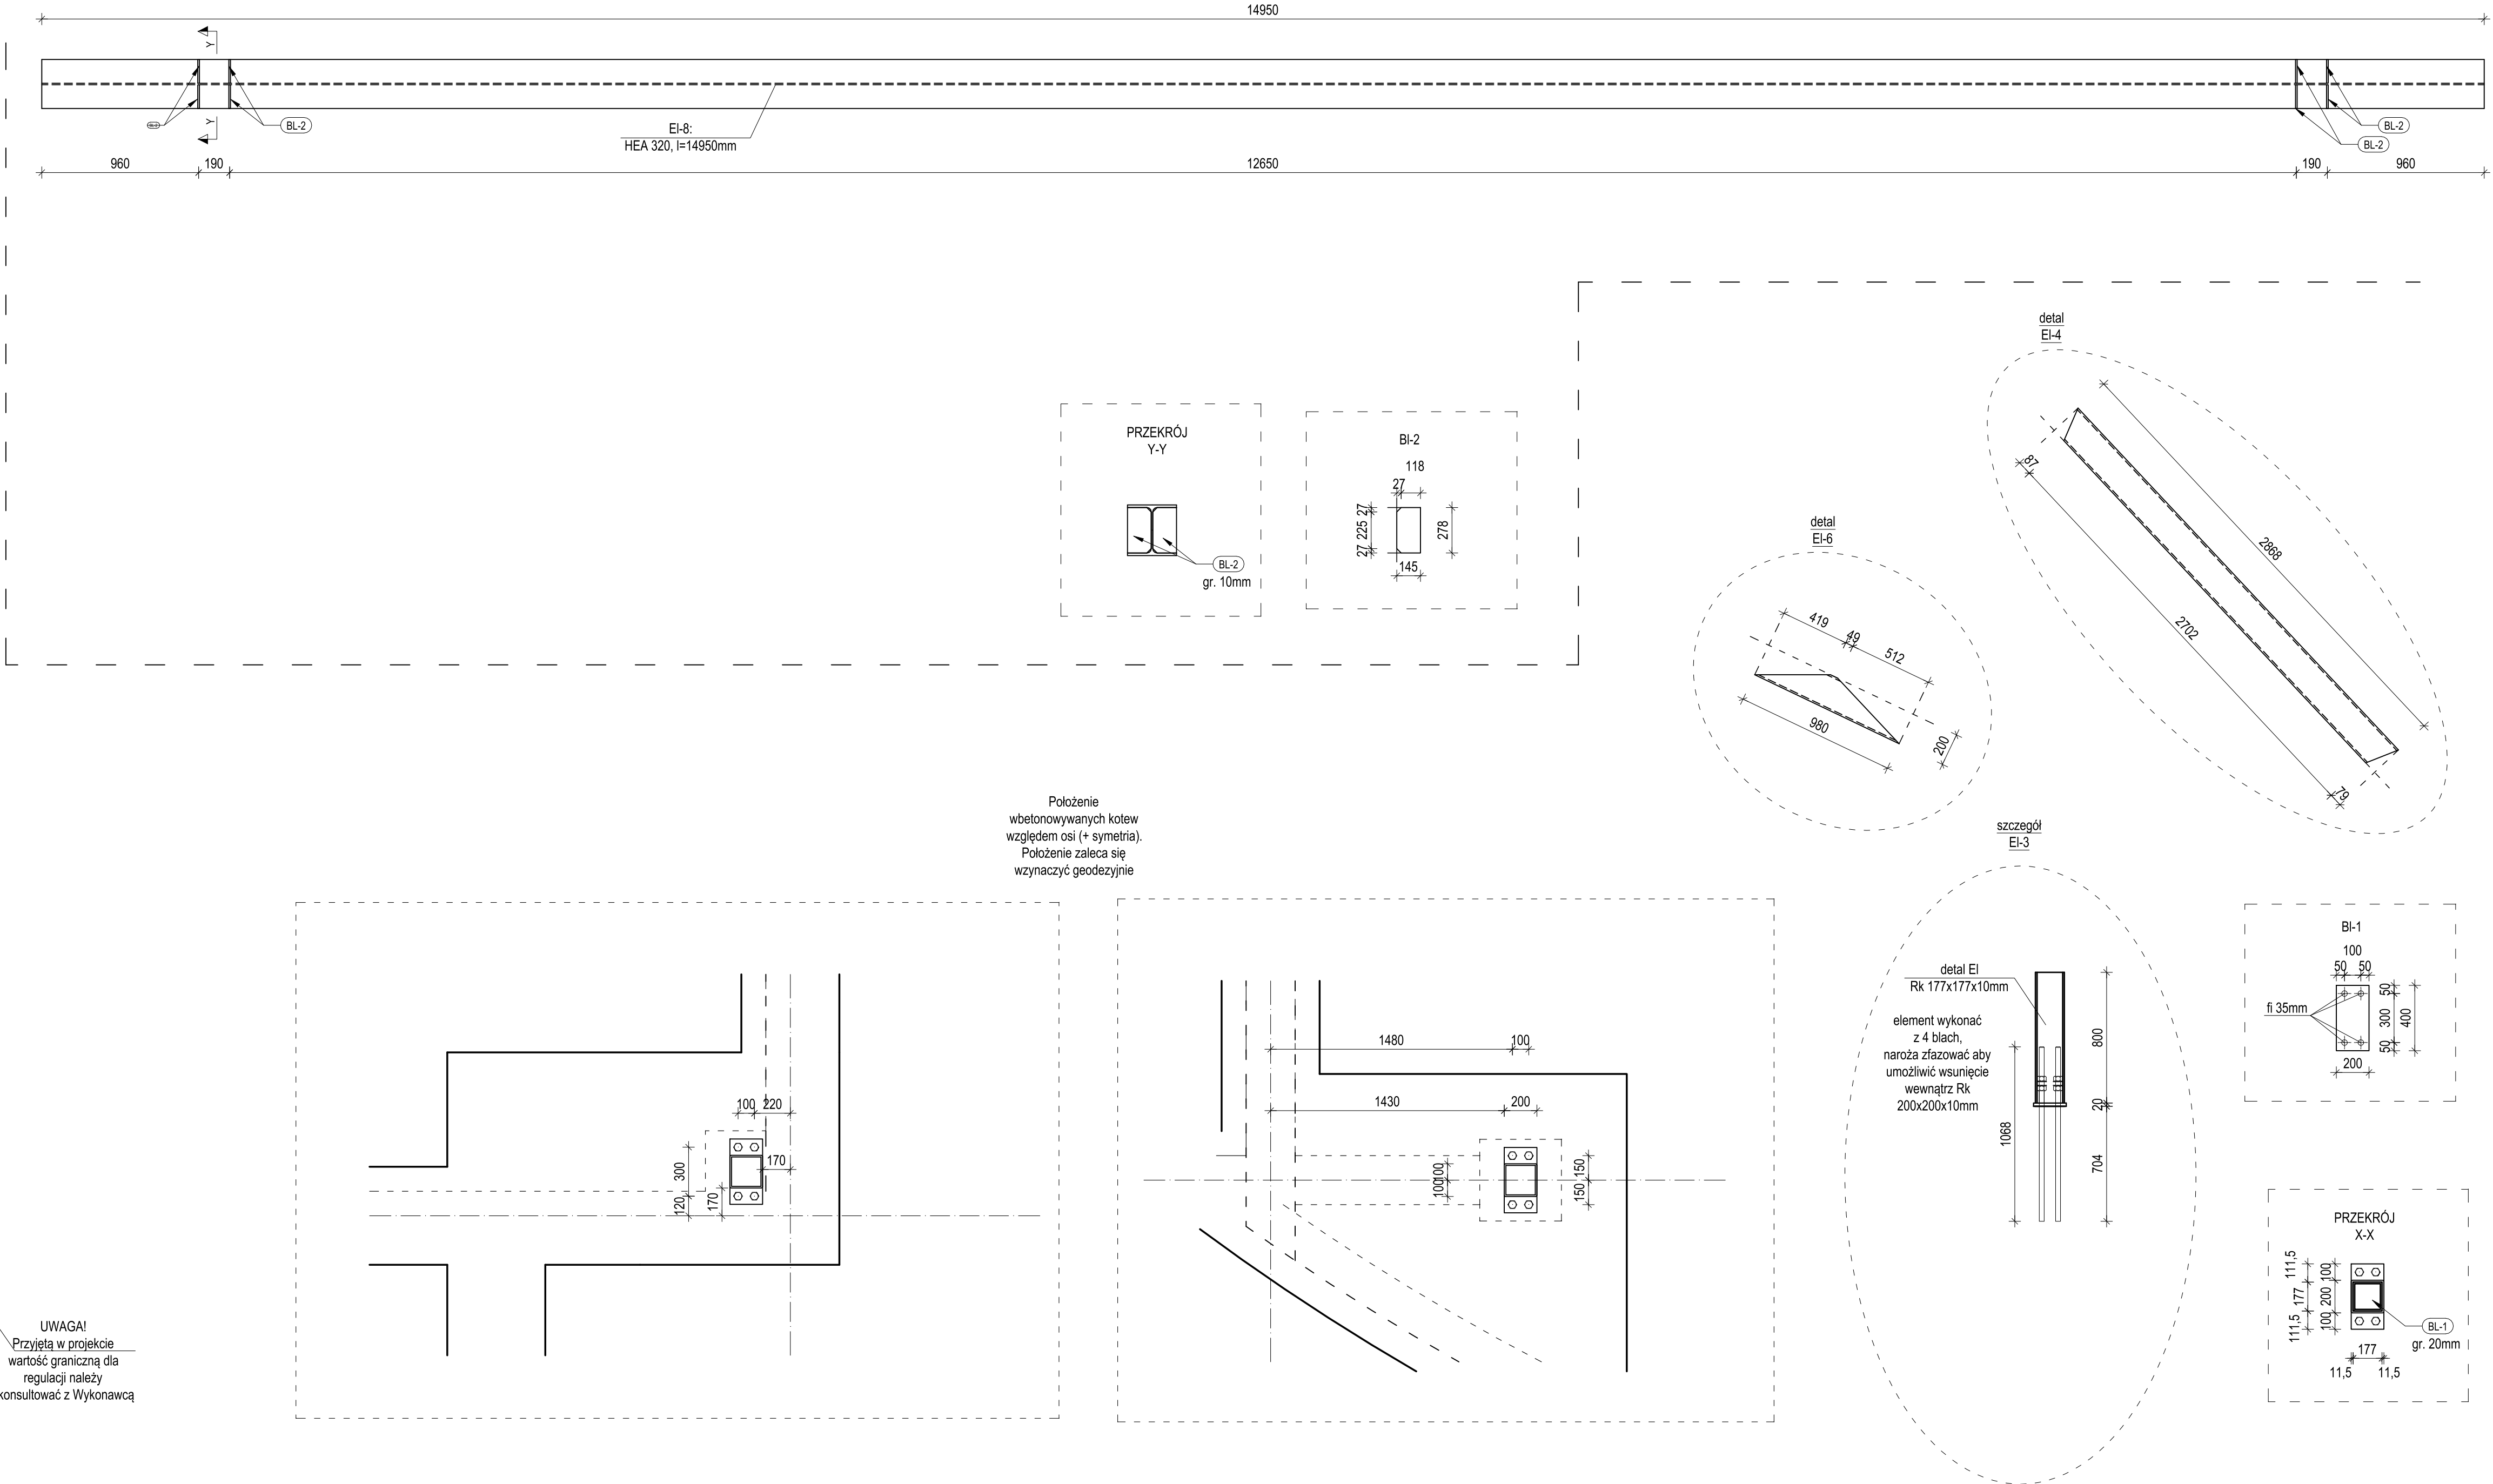 14950
Y
Y
BL-2
BL-2
El-8:
HEA 320, l=14950mm
BL-2
BL-2
960
190
12650
190
960
PRZEKRÓJ
Y-Y
BL-2
gr. 10mm
Bl-2
118
27
27
225
27
278
145
detal
El-4
87
2868
2702
79
detal
El-6
419
49
512
980
200
Położenie
wbetonowywanych kotew
względem osi (+ symetria).
Położenie zaleca się
wzynaczyć geodezyjnie
100
220
170
300
120
170
1480
100
1430
200
100
100
150
150
szczegół
El-3
detal El
Rk 177x177x10mm
element wykonać
z 4 blach,
naroża zfazować aby
umożliwić wsunięcie
wewnątrz Rk
200x200x10mm
800
20
704
1068
Bl-1
100
50
50
fi 35mm
50
300
50
400
200
PRZEKRÓJ
X-X
111,5
177
111,5
100
200
100
BL-1
gr. 20mm
177
11,5
11,5
UWAGA!
Przyjętą w projekcie
wartość graniczną dla
regulacji należy
konsultować z Wykonawcą